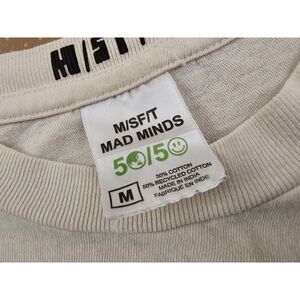 M/SF/T
MAD MINDS
50/50
50% COTTON
50% RECYCLED COTTON
MADE IN INDIA
FABRIQUE EN INDE
M